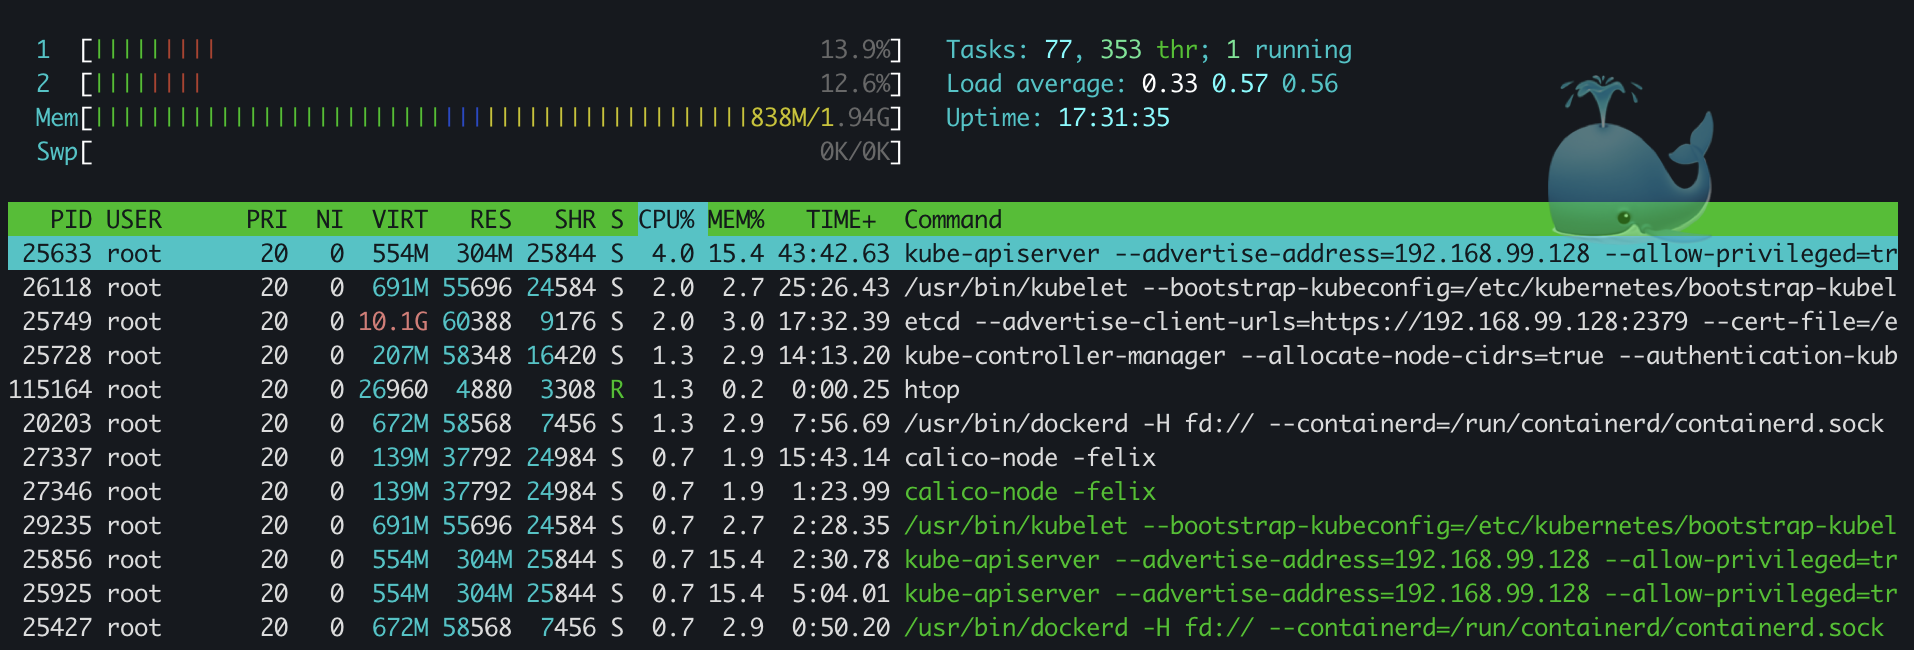 1 [||||||||| 13.9%] Tasks: 77, 353 thr; 1 running
2 [|||||||| 12.6%] Load average: 0.33 0.57 0.56
Mem[|||||||||||||||||||||||||||||||||||||||||||||||838M/1.94G] Uptime: 17:31:35
Swp[ 0K/0K]
PID USER PRI NI VIRT RES SHR S CPU% MEM% TIME+ Command
25633 root 20 0 554M 304M 25844 S 4.0 15.4 43:42.63 kube-apiserver --advertise-address=192.168.99.128 --allow-privileged=tr
26118 root 20 0 691M 55696 24584 S 2.0 2.7 25:26.43 /usr/bin/kubelet --bootstrap-kubeconfig=/etc/kubernetes/bootstrap-kubel
25749 root 20 0 10.1G 60388 9176 S 2.0 3.0 17:32.39 etcd --advertise-client-urls=https://192.168.99.128:2379 --cert-file=/e
25728 root 20 0 207M 58348 16420 S 1.3 2.9 14:13.20 kube-controller-manager --allocate-node-cidrs=true --authentication-kub
115164 root 20 0 26960 4880 3308 R 1.3 0.2 0:00.25 htop
20203 root 20 0 672M 58568 7456 S 1.3 2.9 7:56.69 /usr/bin/dockerd -H fd:// --containerd=/run/containerd/containerd.sock
27337 root 20 0 139M 37792 24984 S 0.7 1.9 15:43.14 calico-node -felix
27346 root 20 0 139M 37792 24984 S 0.7 1.9 1:23.99 calico-node -felix
29235 root 20 0 691M 55696 24584 S 0.7 2.7 2:28.35 /usr/bin/kubelet --bootstrap-kubeconfig=/etc/kubernetes/bootstrap-kubel
25856 root 20 0 554M 304M 25844 S 0.7 15.4 2:30.78 kube-apiserver --advertise-address=192.168.99.128 --allow-privileged=tr
25925 root 20 0 554M 304M 25844 S 0.7 15.4 5:04.01 kube-apiserver --advertise-address=192.168.99.128 --allow-privileged=tr
25427 root 20 0 672M 58568 7456 S 0.7 2.9 0:50.20 /usr/bin/dockerd -H fd:// --containerd=/run/containerd/containerd.sock